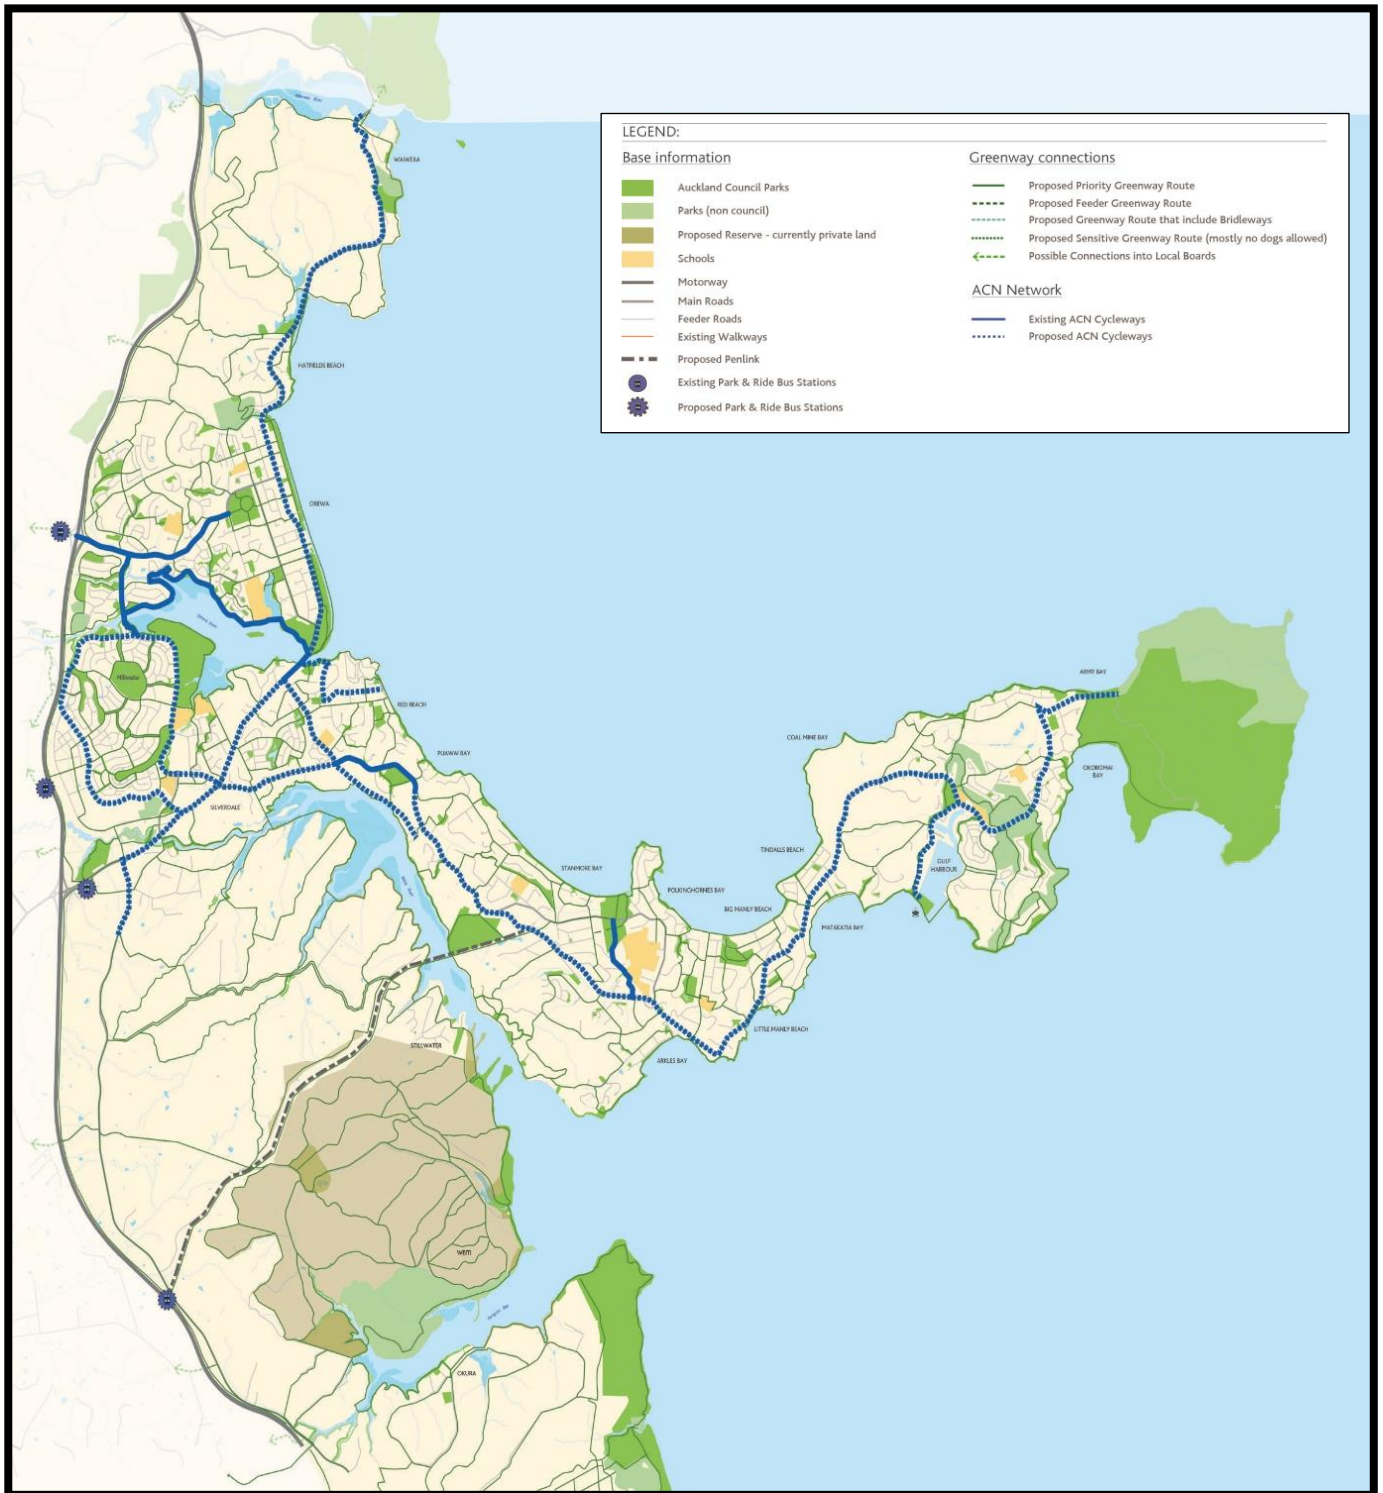 LEGEND:
Base information
Auckland Council Parks
Parks (non council)
Proposed Reserve - currently private land
Schools
Motorway
Main Roads
Feeder Roads
Existing Walkways
Proposed Penlink
Existing Park & Ride Bus Stations
Proposed Park & Ride Bus Stations
Greenway connections
Proposed Priority Greenway Route
Proposed Feeder Greenway Route
Proposed Greenway Route that include Bridleways
Proposed Sensitive Greenway Route (mostly no dogs allowed)
Possible Connections into Local Boards
ACN Network
Existing ACN Cycleways
Proposed ACN Cycleways
WAIWERA
HATFIELDS BEACH
OREWA
Millwater
RED BEACH
PUAWAI BAY
SILVERDALE
ARMY BAY
OKOROMAI
BAY
COAL MINE BAY
TINDALLS BEACH
GULF
HARBOUR
STANMORE BAY
POLKINGHORNES BAY
BIG MANLY BEACH
MATAKATIA BAY
LITTLE MANLY BEACH
ARKLES BAY
STILLWATER
WEITI
OKURA